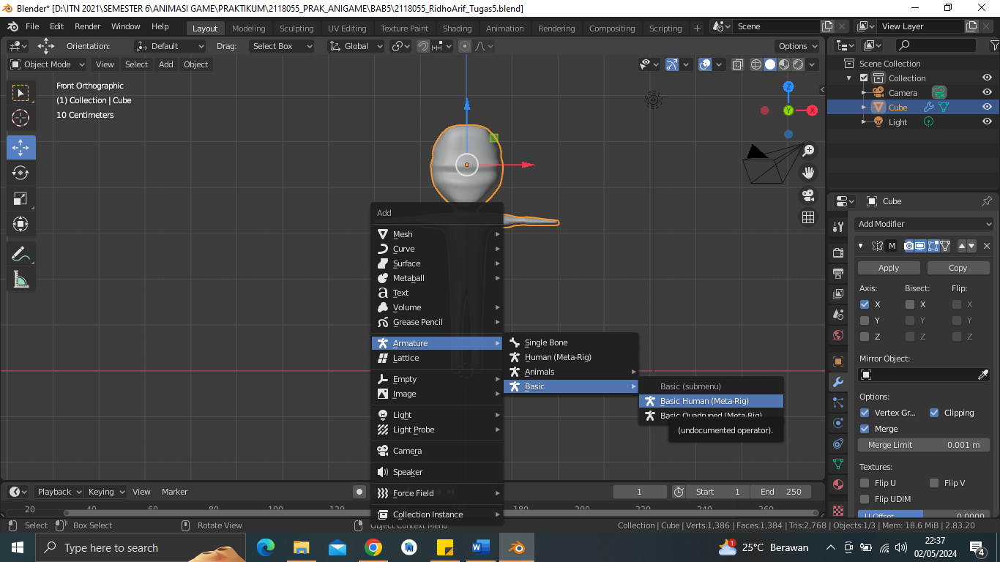 Blender* [D:\ITN 2021\SEMESTER 6\ANIMASI GAME\PRAKTIKUM\2118055_PRAK_ANIGAME\BAB5\2118055_RidhoArif_Tugas5.blend]
File Edit Render Window Help Layout Modeling Sculpting UV Editing Texture Paint Shading Animation Rendering Compositing Scripting + Scene View Layer
Orientation: Default Drag: Select Box Global Options
Object Mode View Select Add Object
Front Orthographic
(1) Collection | Cube
10 Centimeters
Z
Y
X
Scene Collection
Collection
Camera
Cube
Light
Cube
Add Modifier
M
Apply Copy
Axis: Bisect: Flip:
X X X
Y Y Y
Z Z Z
Mirror Object:
Options:
Vertex Gr... Clipping
Merge
Merge Limit 0.001 m
Textures:
Flip U Flip V
Flip UDIM
U Offset 0.0000
Add
Mesh
Curve
Surface
Metaball
Text
Volume
Grease Pencil
Armature
Lattice
Empty
Image
Light
Light Probe
Camera
Speaker
Force Field
Collection Instance
Single Bone
Human (Meta-Rig)
Animals
Basic
Basic (submenu)
Basic Human (Meta-Rig)
Basic Quadruped (Meta-Rig)
(undocumented operator).
Playback Keying View Marker 1 Start 1 End 250
20 40 60 80 100 120 180 200 220 240 260
Select Box Select Rotate View Object Context Menu Collection | Cube | Verts:1,386 | Faces:1,384 | Tris:2,768 | Objects:1/3 | Mem: 18.6 MiB | 2.83.20
Type here to search
1
25°C Berawan
22:37
02/05/2024
4